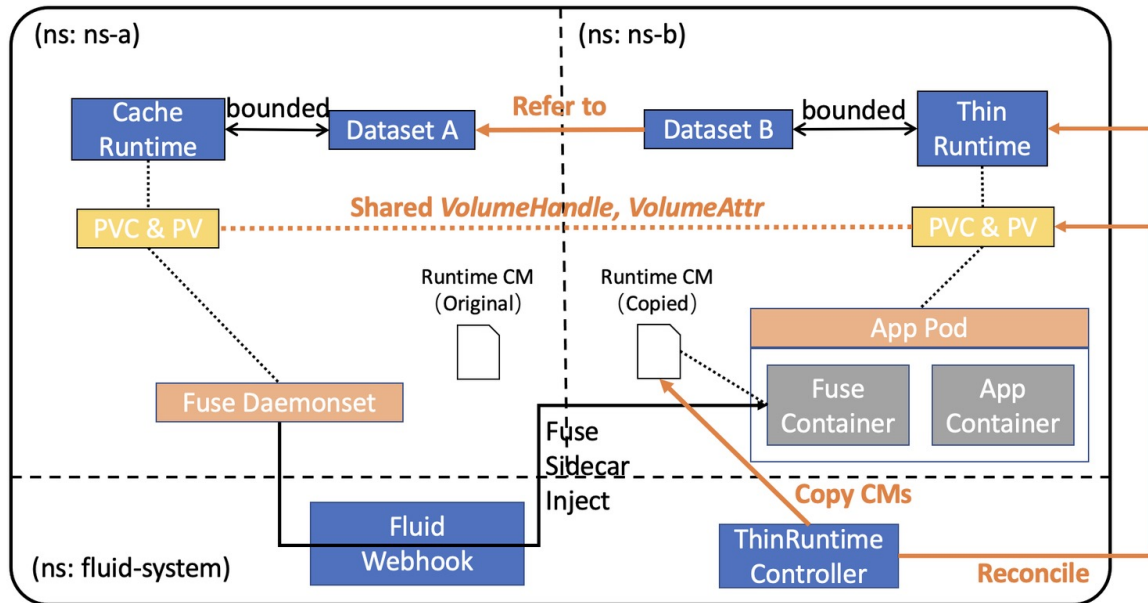 (ns: ns-a)
(ns: ns-b)
Cache
Runtime
bounded
Dataset A
Refer to
Dataset B
bounded
Thin
Runtime
PVC & PV
Shared VolumeHandle, VolumeAttr
PVC & PV
Runtime CM
（Original）
Runtime CM
（Copied）
App Pod
Fuse
Container
App
Container
Fuse Daemonset
Fuse
Sidecar
Inject
Copy CMs
Fluid
Webhook
ThinRuntime
Controller
Reconcile
(ns: fluid-system)